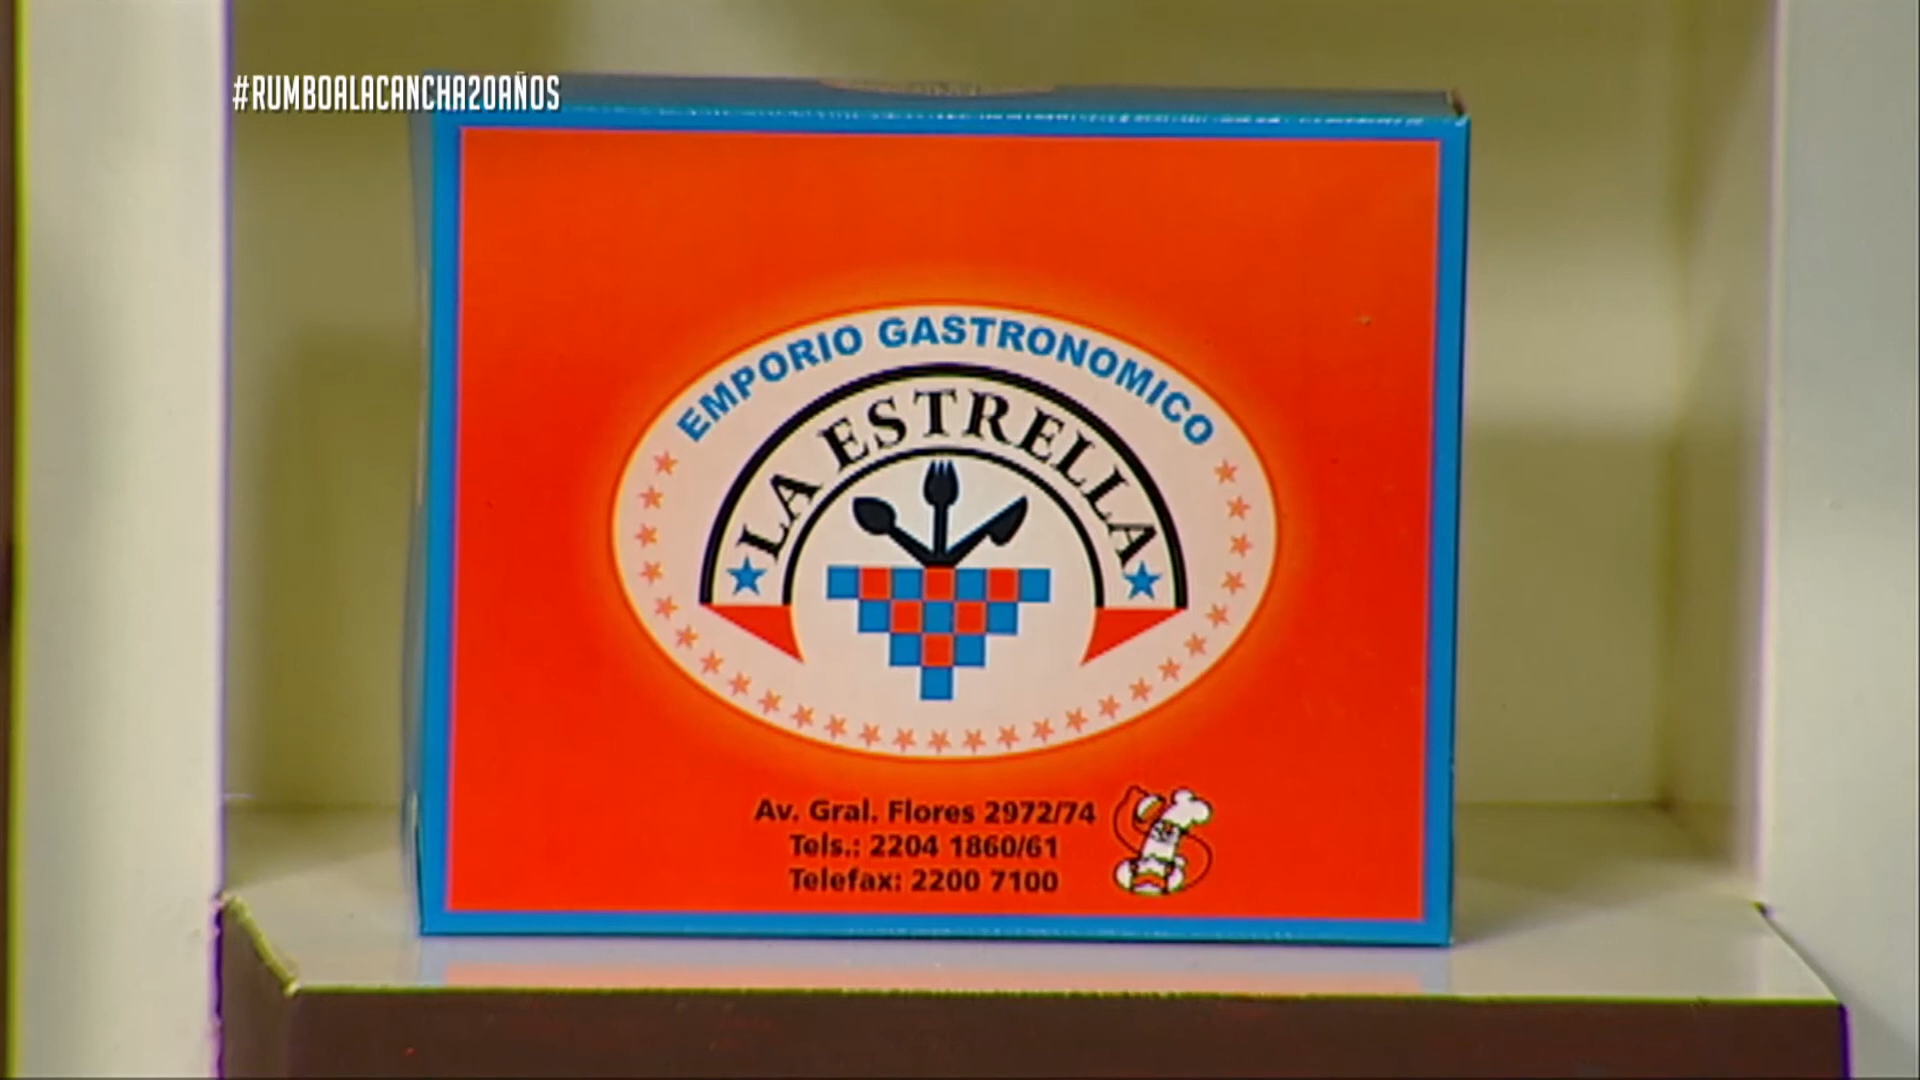 #RUMBOALACANCHA20AÑOS
EMPORIO GASTRONOMICO
LA ESTRELLA
Av. Gral. Flores 2972/74
Tels.: 2204 1860/61
Telefax: 2200 7100